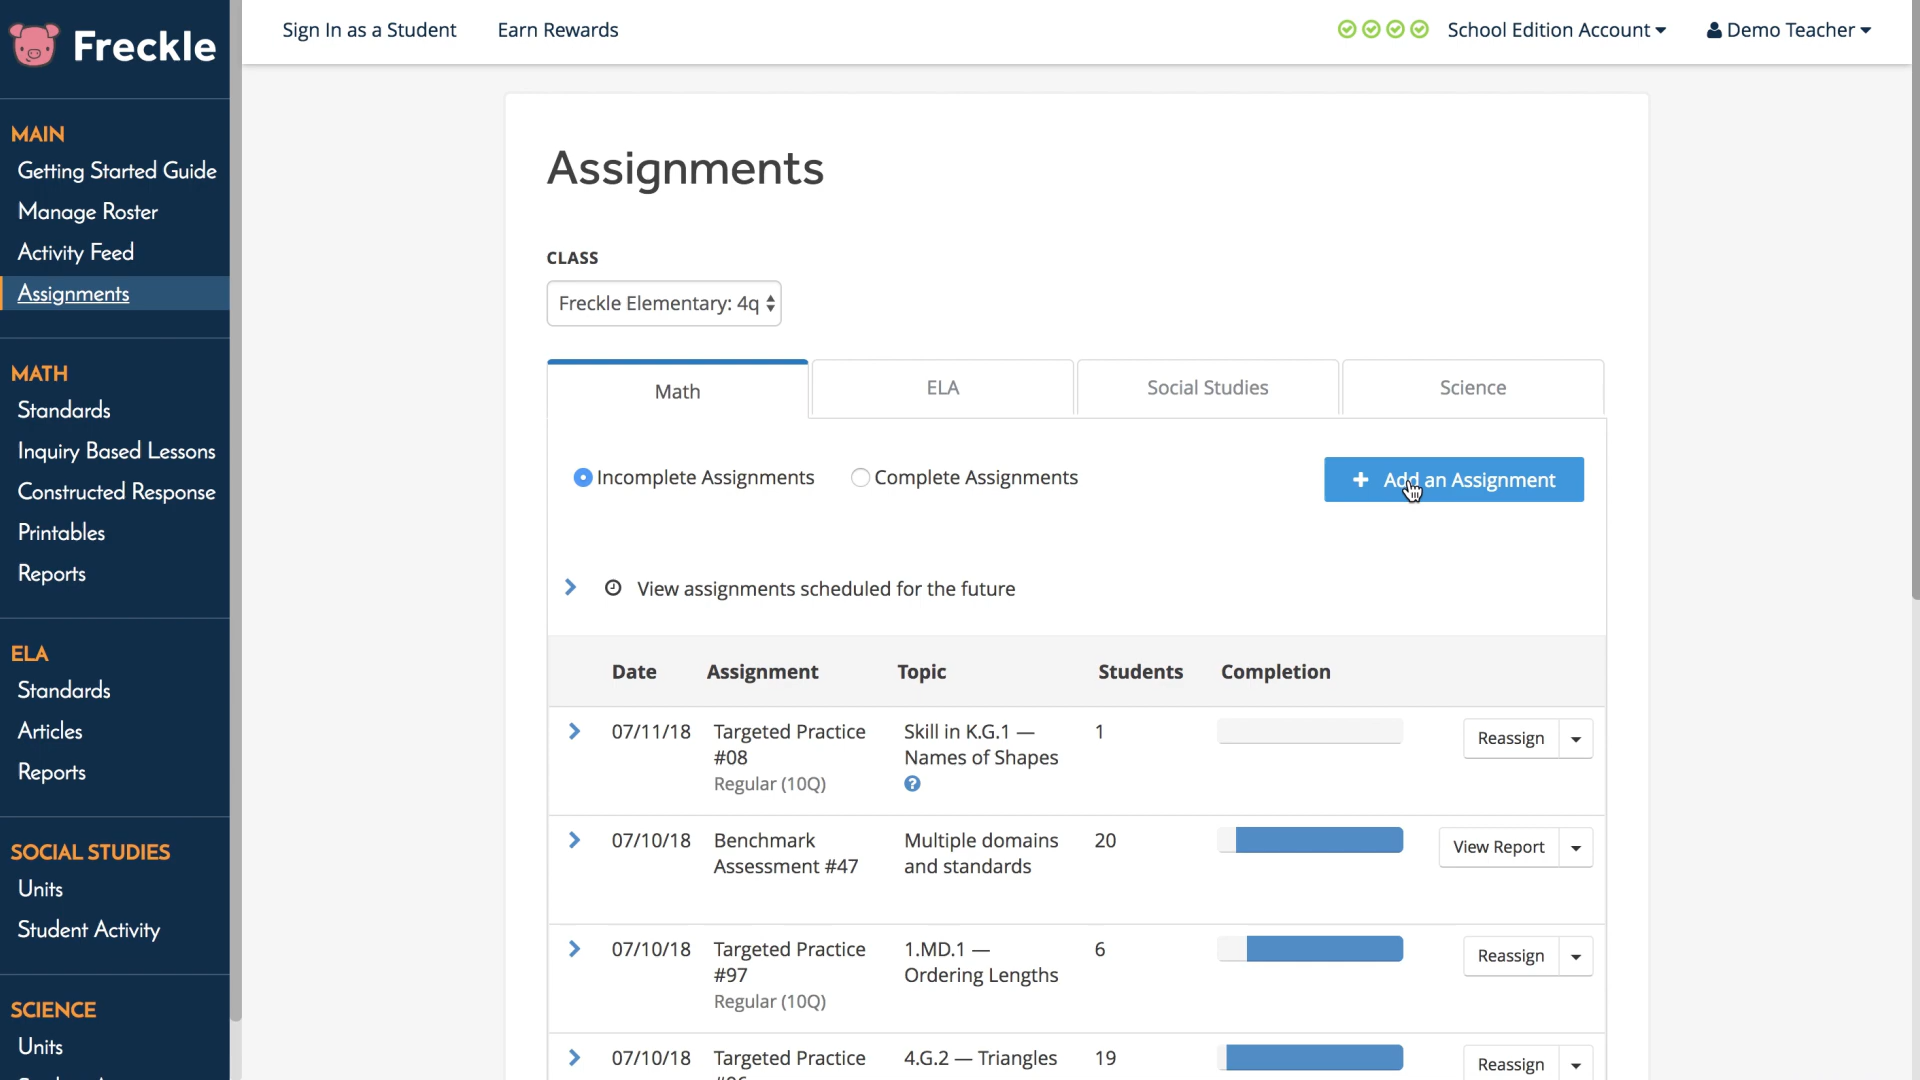 Freckle
Sign In as a Student
Earn Rewards
School Edition Account
Demo Teacher
MAIN
Getting Started Guide
Manage Roster
Activity Feed
Assignments
MATH
Standards
Inquiry Based Lessons
Constructed Response
Printables
Reports
ELA
Standards
Articles
Reports
SOCIAL STUDIES
Units
Student Activity
SCIENCE
Units
Assignments
CLASS
Freckle Elementary: 4q
Math
ELA
Social Studies
Science
Incomplete Assignments
Complete Assignments
+ Add an Assignment
View assignments scheduled for the future
Date Assignment Topic Students Completion
07/11/18 Targeted Practice Skill in K.G.1 — 1 Reassign
#08 Names of Shapes
Regular (10Q) ?
07/10/18 Benchmark Multiple domains 20 View Report
Assessment #47 and standards
07/10/18 Targeted Practice 1.MD.1 — 6 Reassign
#97 Ordering Lengths
Regular (10Q)
07/10/18 Targeted Practice 4.G.2 — Triangles 19 Reassign